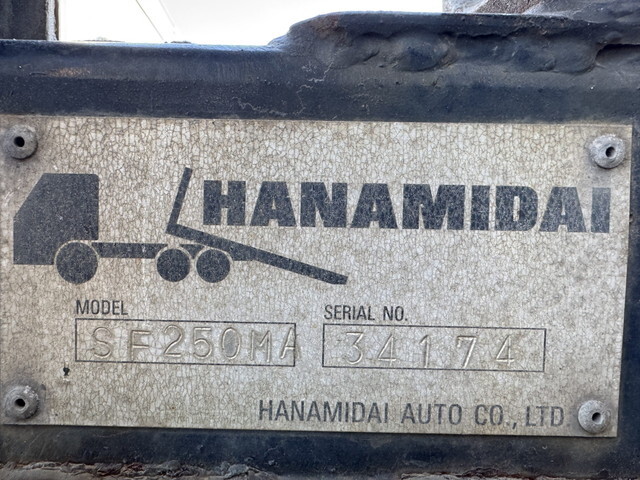 HANAMIDAI
MODEL SERIAL NO.
SF250MA 34174
HANAMIDAI AUTO CO., LTD